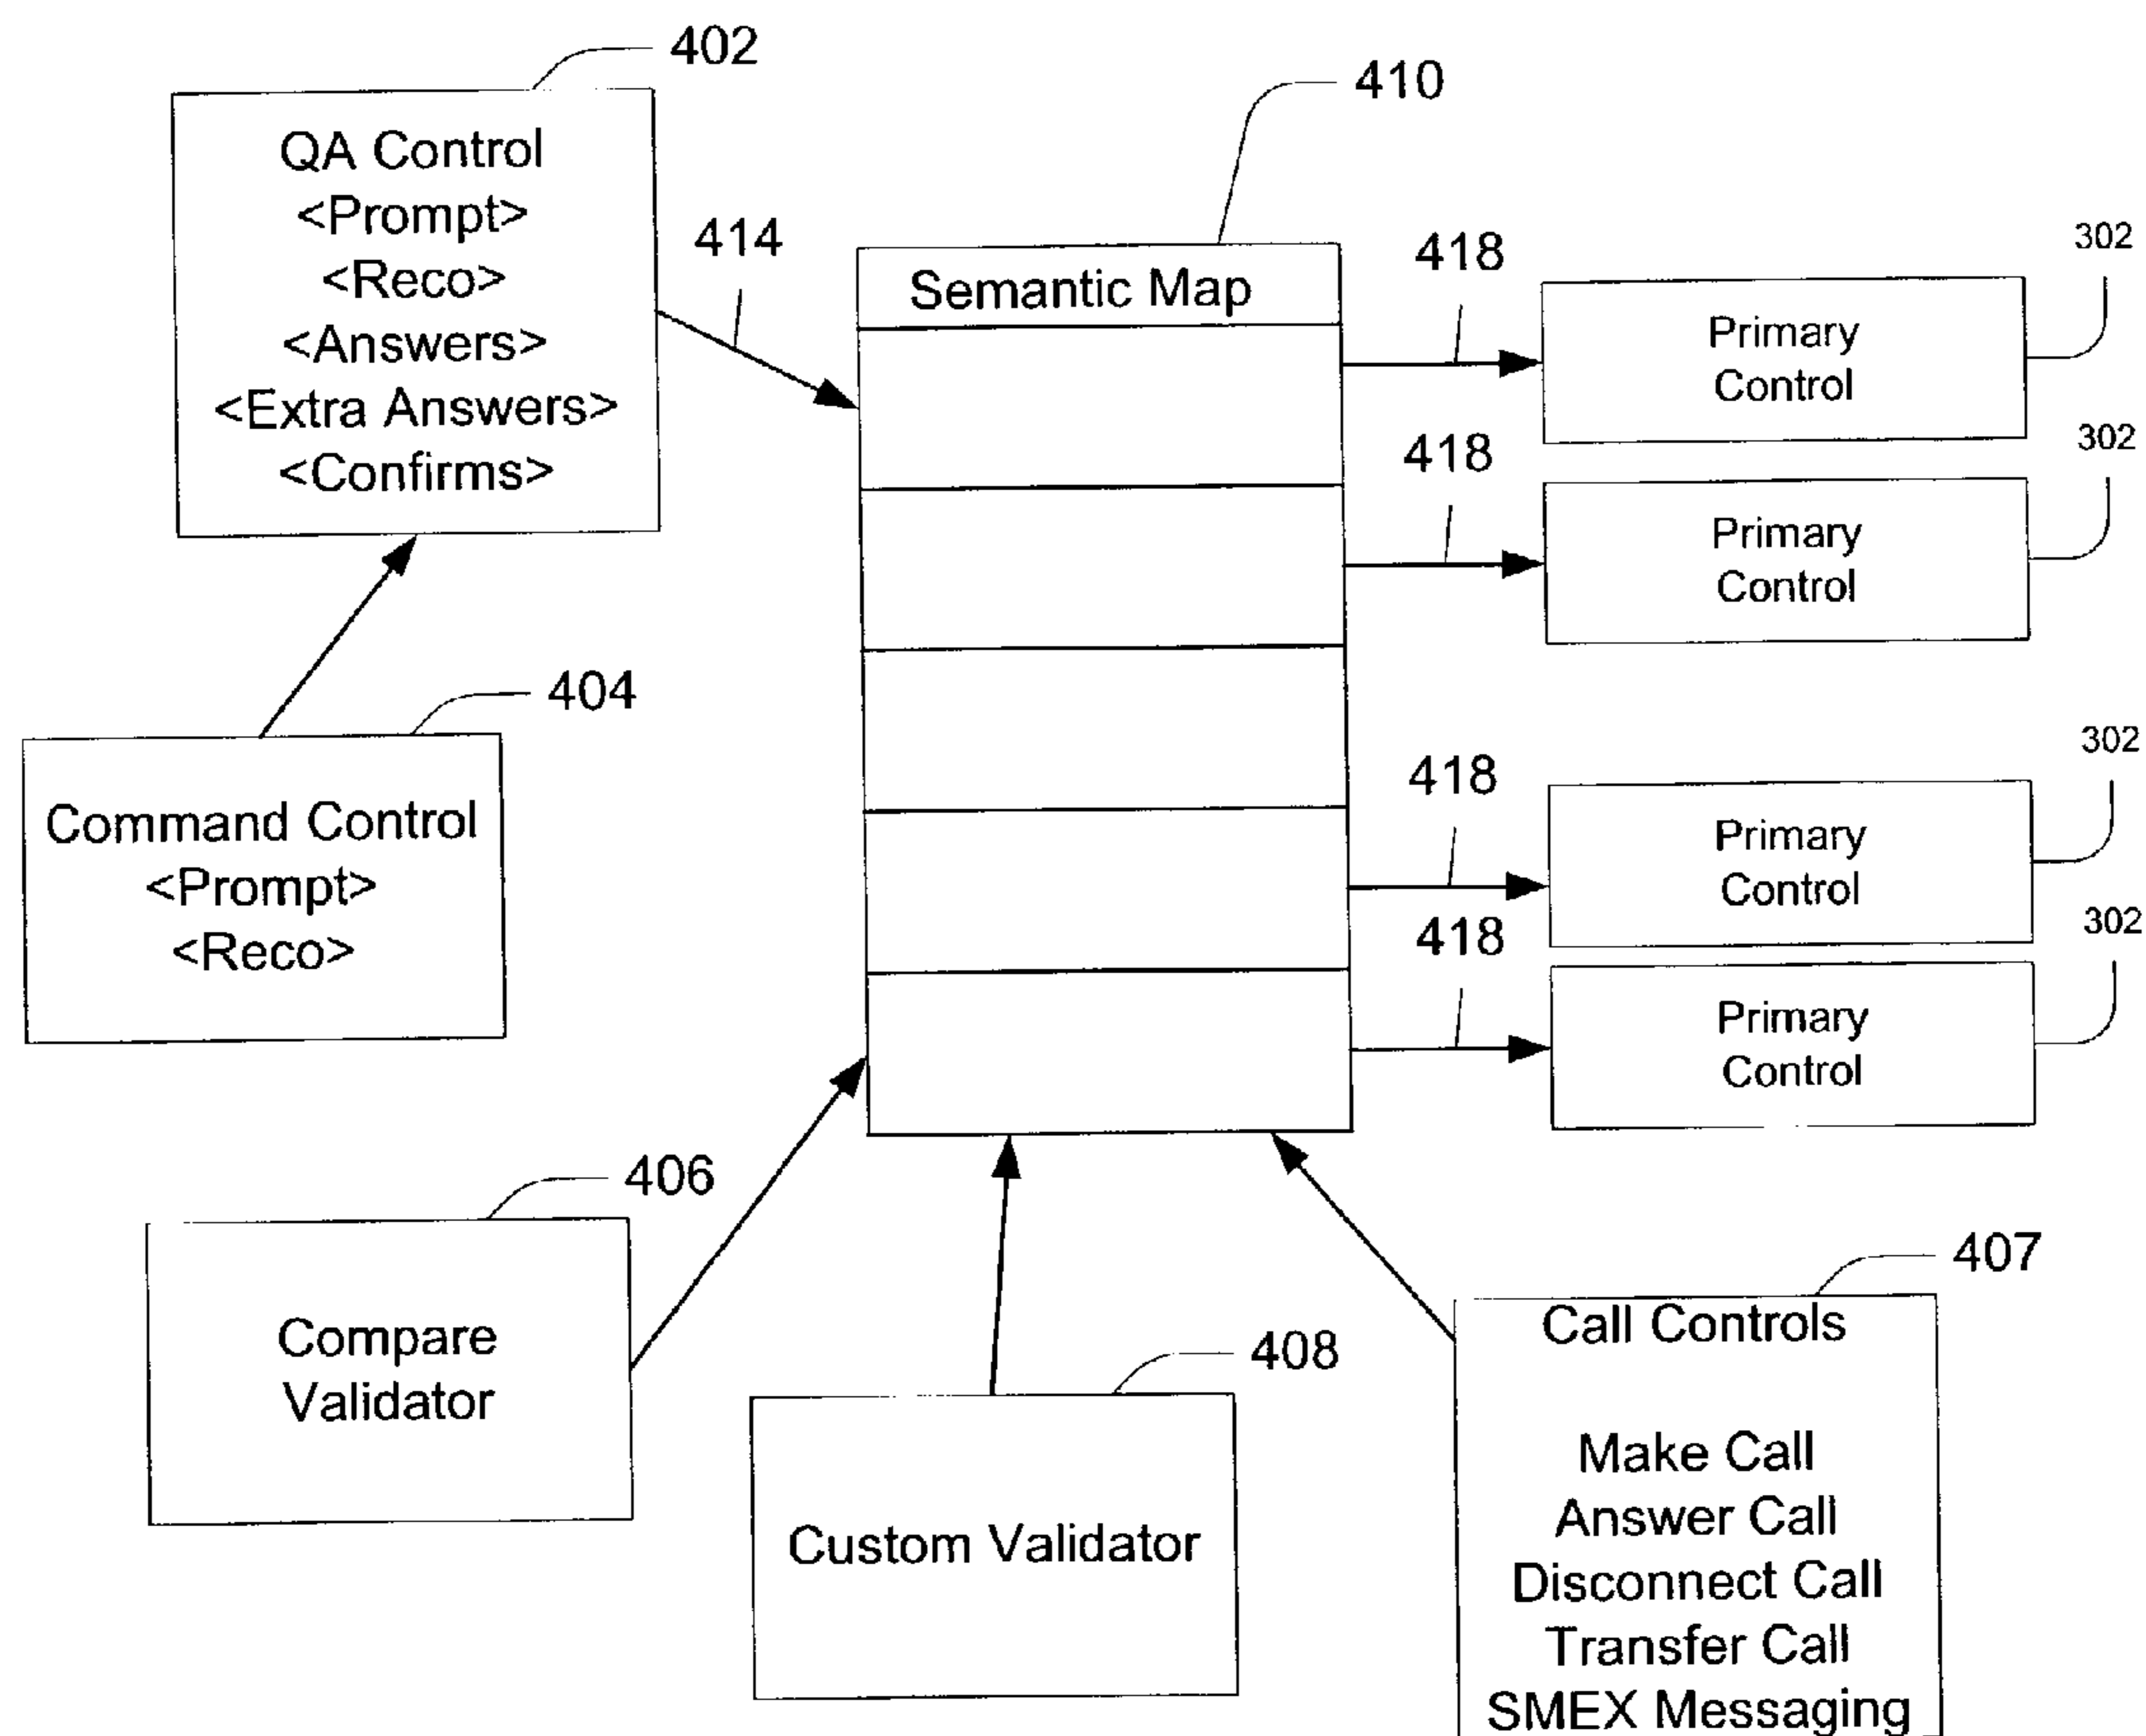 402
QA Control
<Prompt>
<Reco>
<Answers>
<Extra Answers>
<Confirms>
414
410
Semantic Map
418
Primary
Control
302
418
Primary
Control
302
418
Primary
Control
302
418
Primary
Control
302
404
Command Control
<Prompt>
<Reco>
406
Compare
Validator
408
Custom Validator
407
Call Controls
Make Call
Answer Call
Disconnect Call
Transfer Call
SMEX Messaging